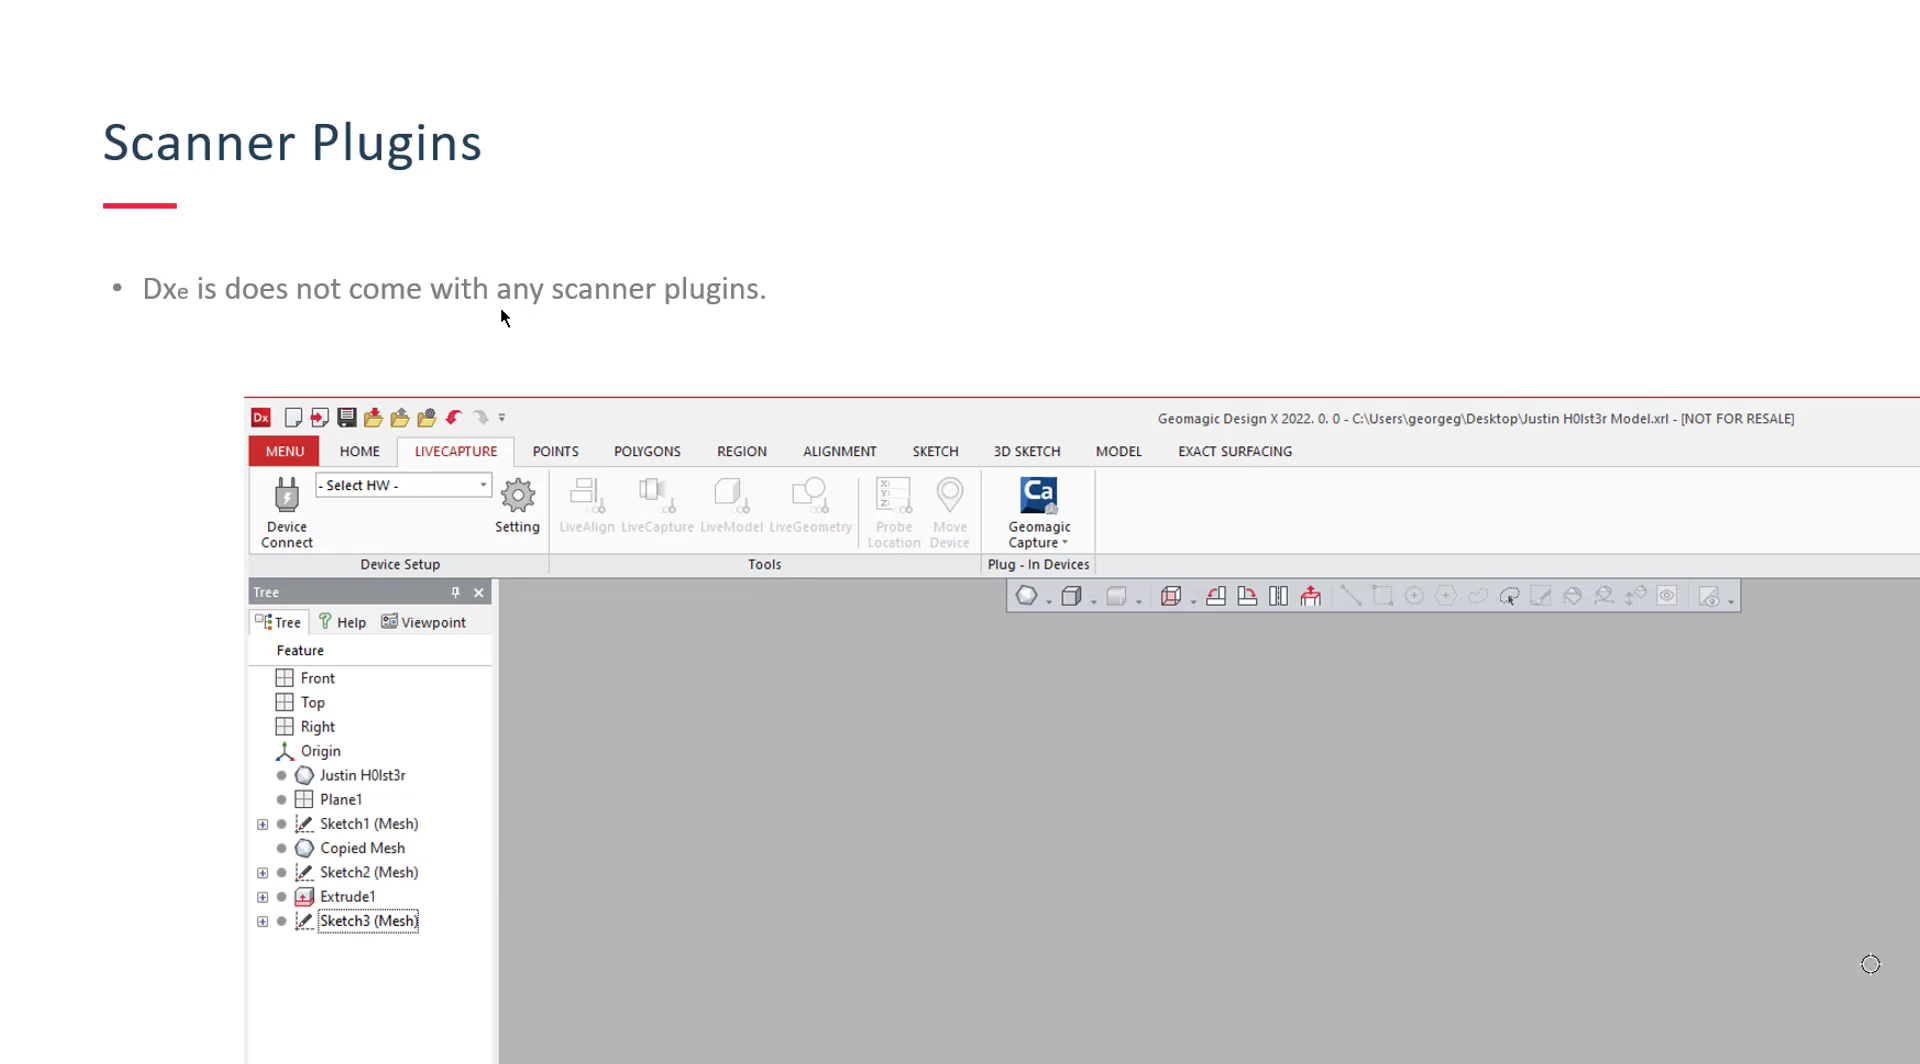 Scanner Plugins
• Dxe is does not come with any scanner plugins.
Dx
Geomagic Design X 2022. 0. 0 - C:\Users\georgeg\Desktop\Justin H0lst3r Model.xrl - [NOT FOR RESALE]
MENU HOME LIVECAPTURE POINTS POLYGONS REGION ALIGNMENT SKETCH 3D SKETCH MODEL EXACT SURFACING
- Select HW -
X:
Y:
Z:
Ca
Device Connect
Setting
LiveAlign LiveCapture LiveModel LiveGeometry
Probe Location
Move Device
Geomagic Capture
Device Setup Tools Plug - In Devices
Tree
Tree Help Viewpoint
Feature
Front
Top
Right
Origin
Justin H0lst3r
Plane1
Sketch1 (Mesh)
Copied Mesh
Sketch2 (Mesh)
Extrude1
Sketch3 (Mesh)